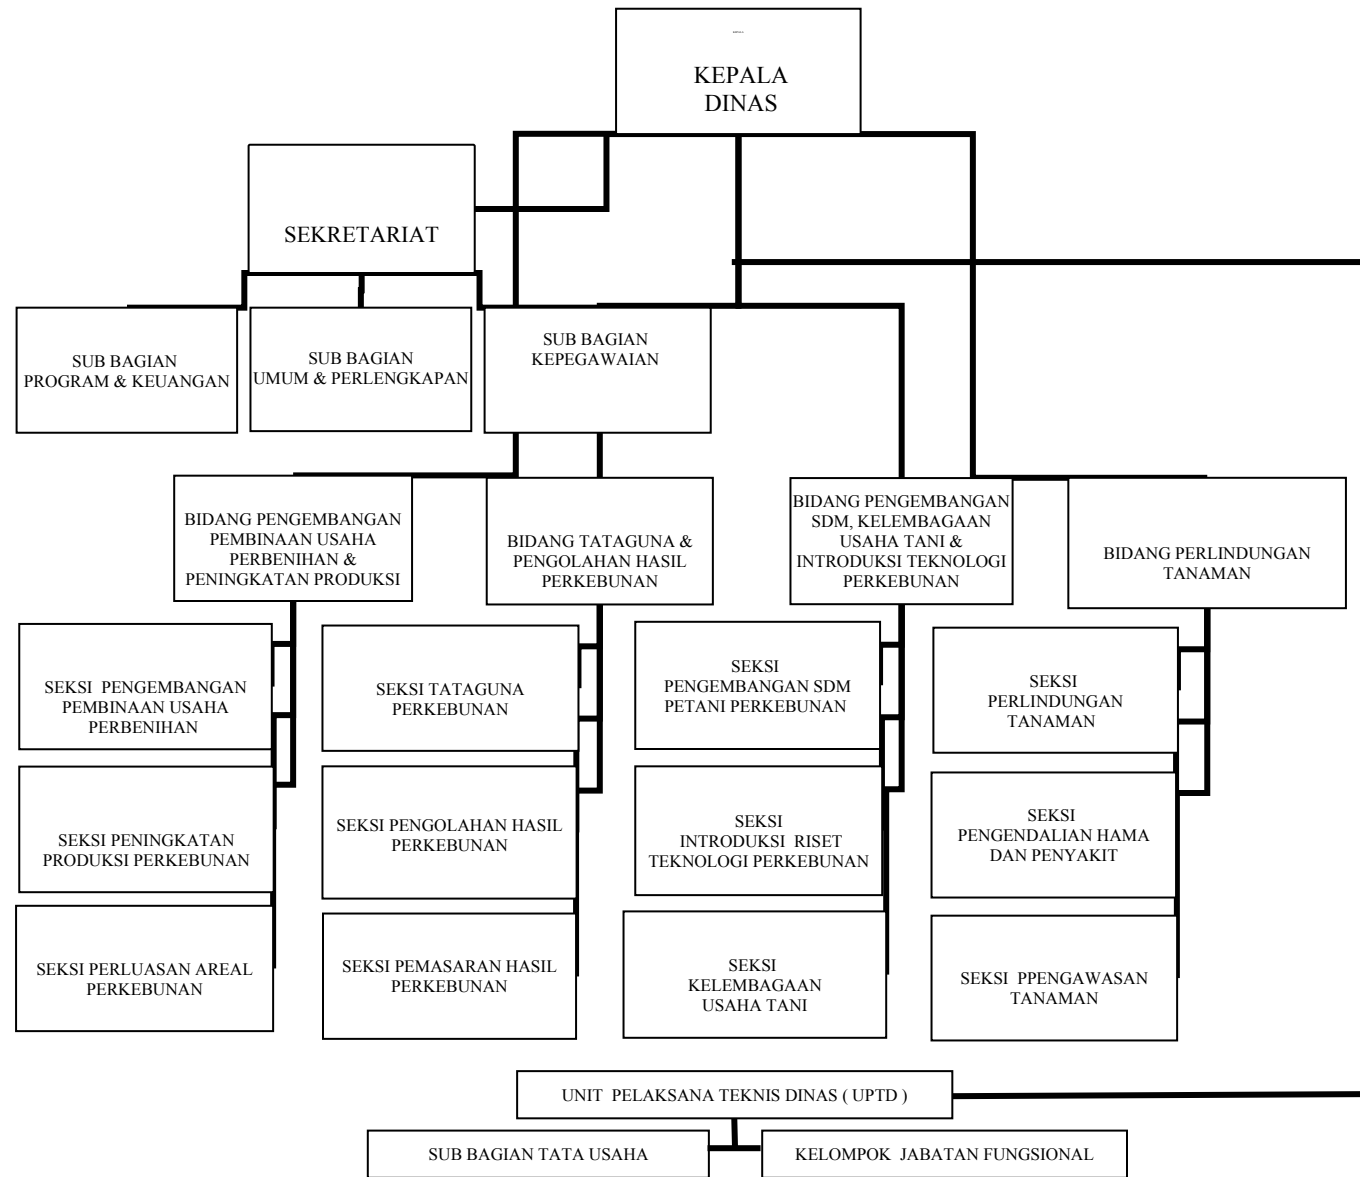 KEPALA
DINAS
SEKRETARIAT
SUB BAGIAN
PROGRAM & KEUANGAN
SUB BAGIAN
UMUM & PERLENGKAPAN
SUB BAGIAN
KEPEGAWAIAN
BIDANG PENGEMBANGAN
PEMBINAAN USAHA
PERBENIHAN &
PENINGKATAN PRODUKSI
BIDANG TATAGUNA &
PENGOLAHAN HASIL
PERKEBUNAN
BIDANG PENGEMBANGAN
SDM, KELEMBAGAAN
USAHA TANI &
INTRODUKSI TEKNOLOGI
PERKEBUNAN
BIDANG PERLINDUNGAN
TANAMAN
SEKSI PENGEMBANGAN
PEMBINAAN USAHA
PERBENIHAN
SEKSI TATAGUNA
PERKEBUNAN
SEKSI
PENGEMBANGAN SDM
PETANI PERKEBUNAN
SEKSI
PERLINDUNGAN
TANAMAN
SEKSI PENINGKATAN
PRODUKSI PERKEBUNAN
SEKSI PENGOLAHAN HASIL
PERKEBUNAN
SEKSI
INTRODUKSI RISET
TEKNOLOGI PERKEBUNAN
SEKSI
PENGENDALIAN HAMA
DAN PENYAKIT
SEKSI PERLUASAN AREAL
PERKEBUNAN
SEKSI PEMASARAN HASIL
PERKEBUNAN
SEKSI
KELEMBAGAAN
USAHA TANI
SEKSI PPENGAWASAN
TANAMAN
UNIT PELAKSANA TEKNIS DINAS ( UPTD )
SUB BAGIAN TATA USAHA
KELOMPOK JABATAN FUNGSIONAL